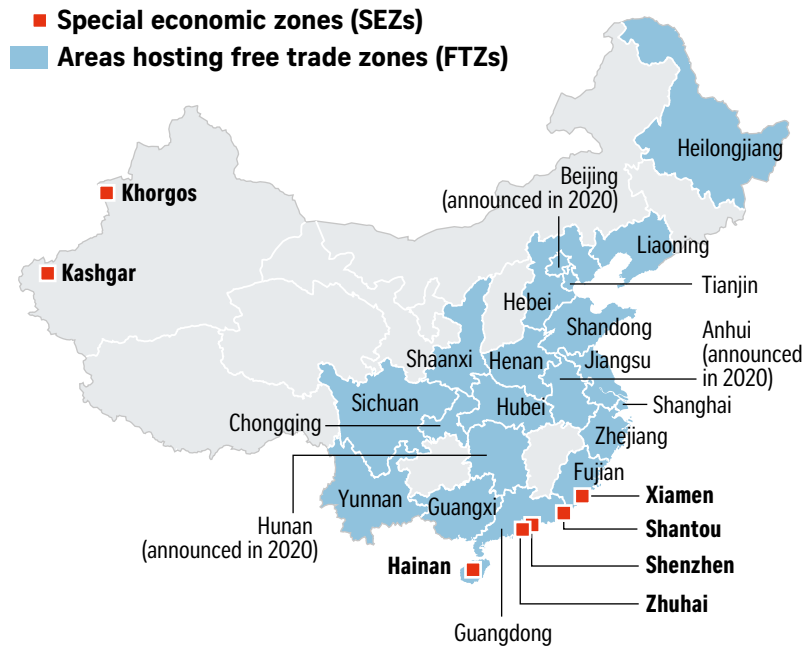 Special economic zones (SEZs)
Areas hosting free trade zones (FTZs)
Heilongjiang
Beijing
(announced in 2020)
Khorgos
Liaoning
Kashgar
Tianjin
Hebei
Shandong
Anhui
(announced
in 2020)
Shaanxi
Henan
Jiangsu
Sichuan
Hubei
Shanghai
Chongqing
Zhejiang
Fujian
Yunnan
Guangxi
Xiamen
Hunan
(announced in 2020)
Shantou
Hainan
Shenzhen
Zhuhai
Guangdong